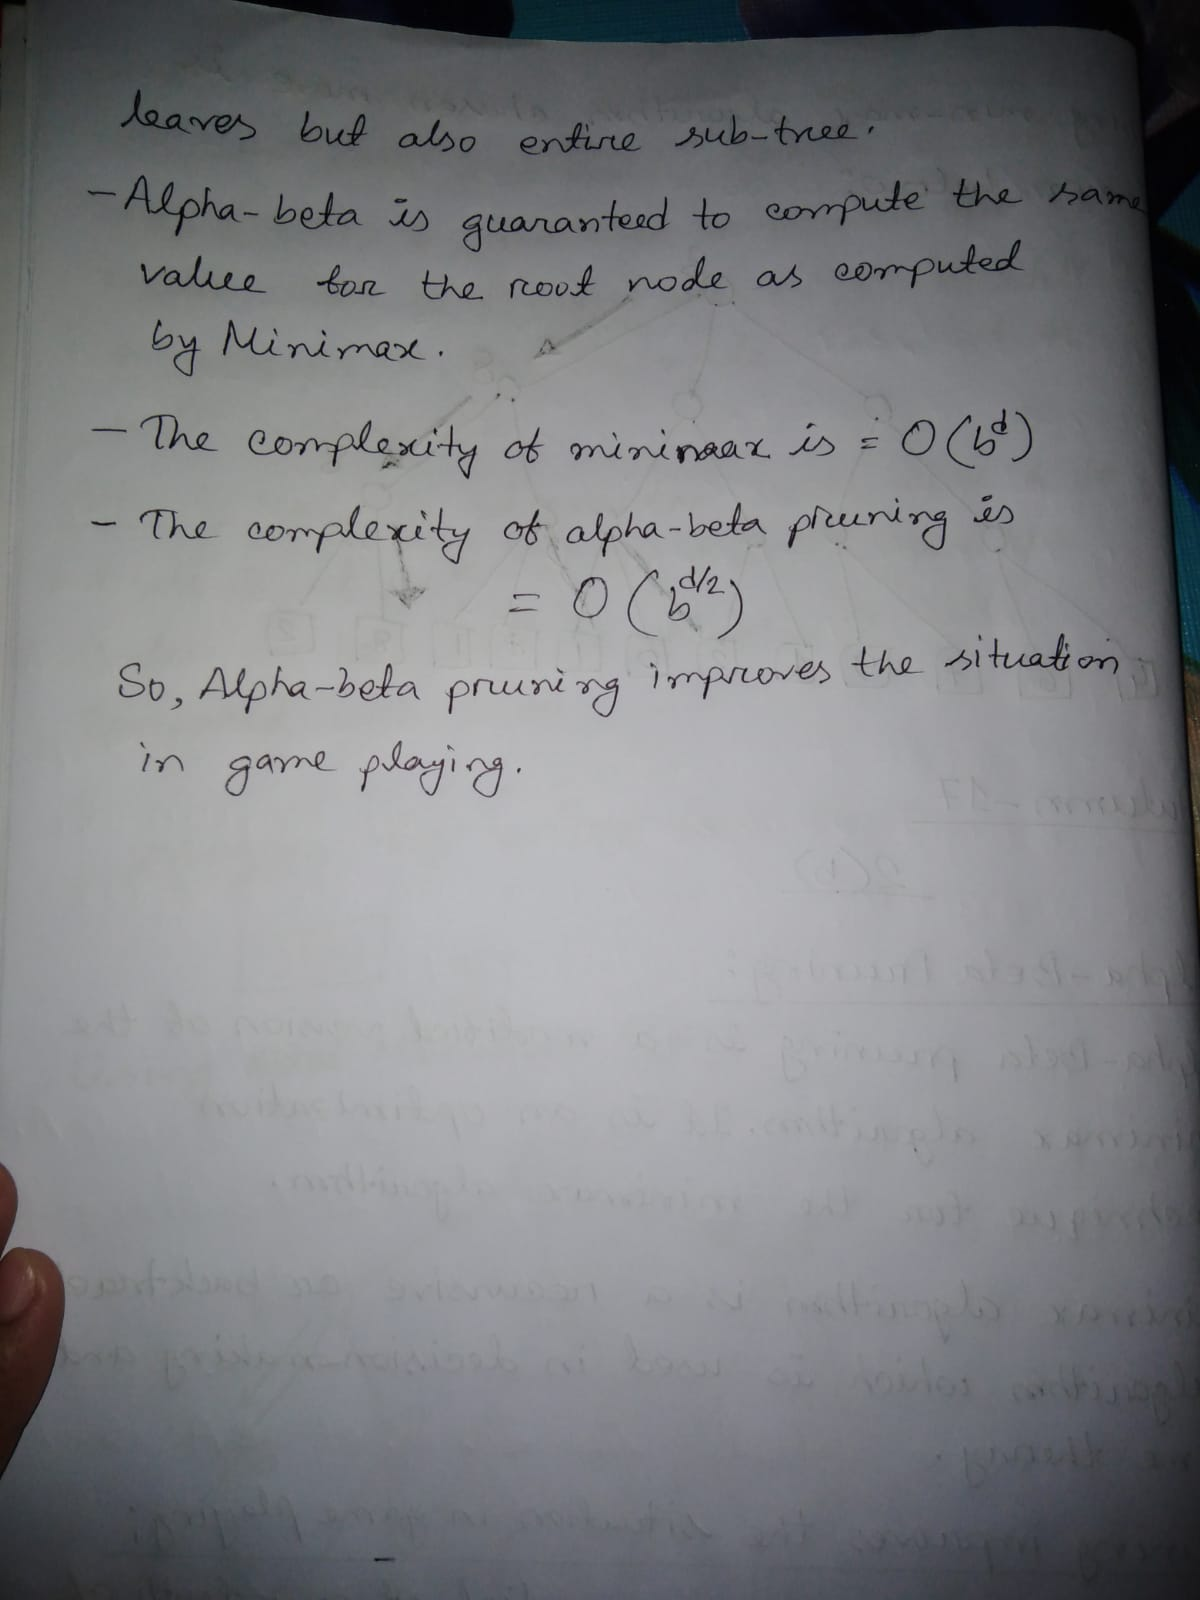 leaves but also entire sub-tree.
- Alpha-beta is guaranteed to compute the same
value for the root node as computed
by Minimax.
- The complexity of minimax is = O(b^d)
- The complexity of alpha-beta pruning is
= O(b^d/2)
So, Alpha-beta pruning improves the situation
in game playing.